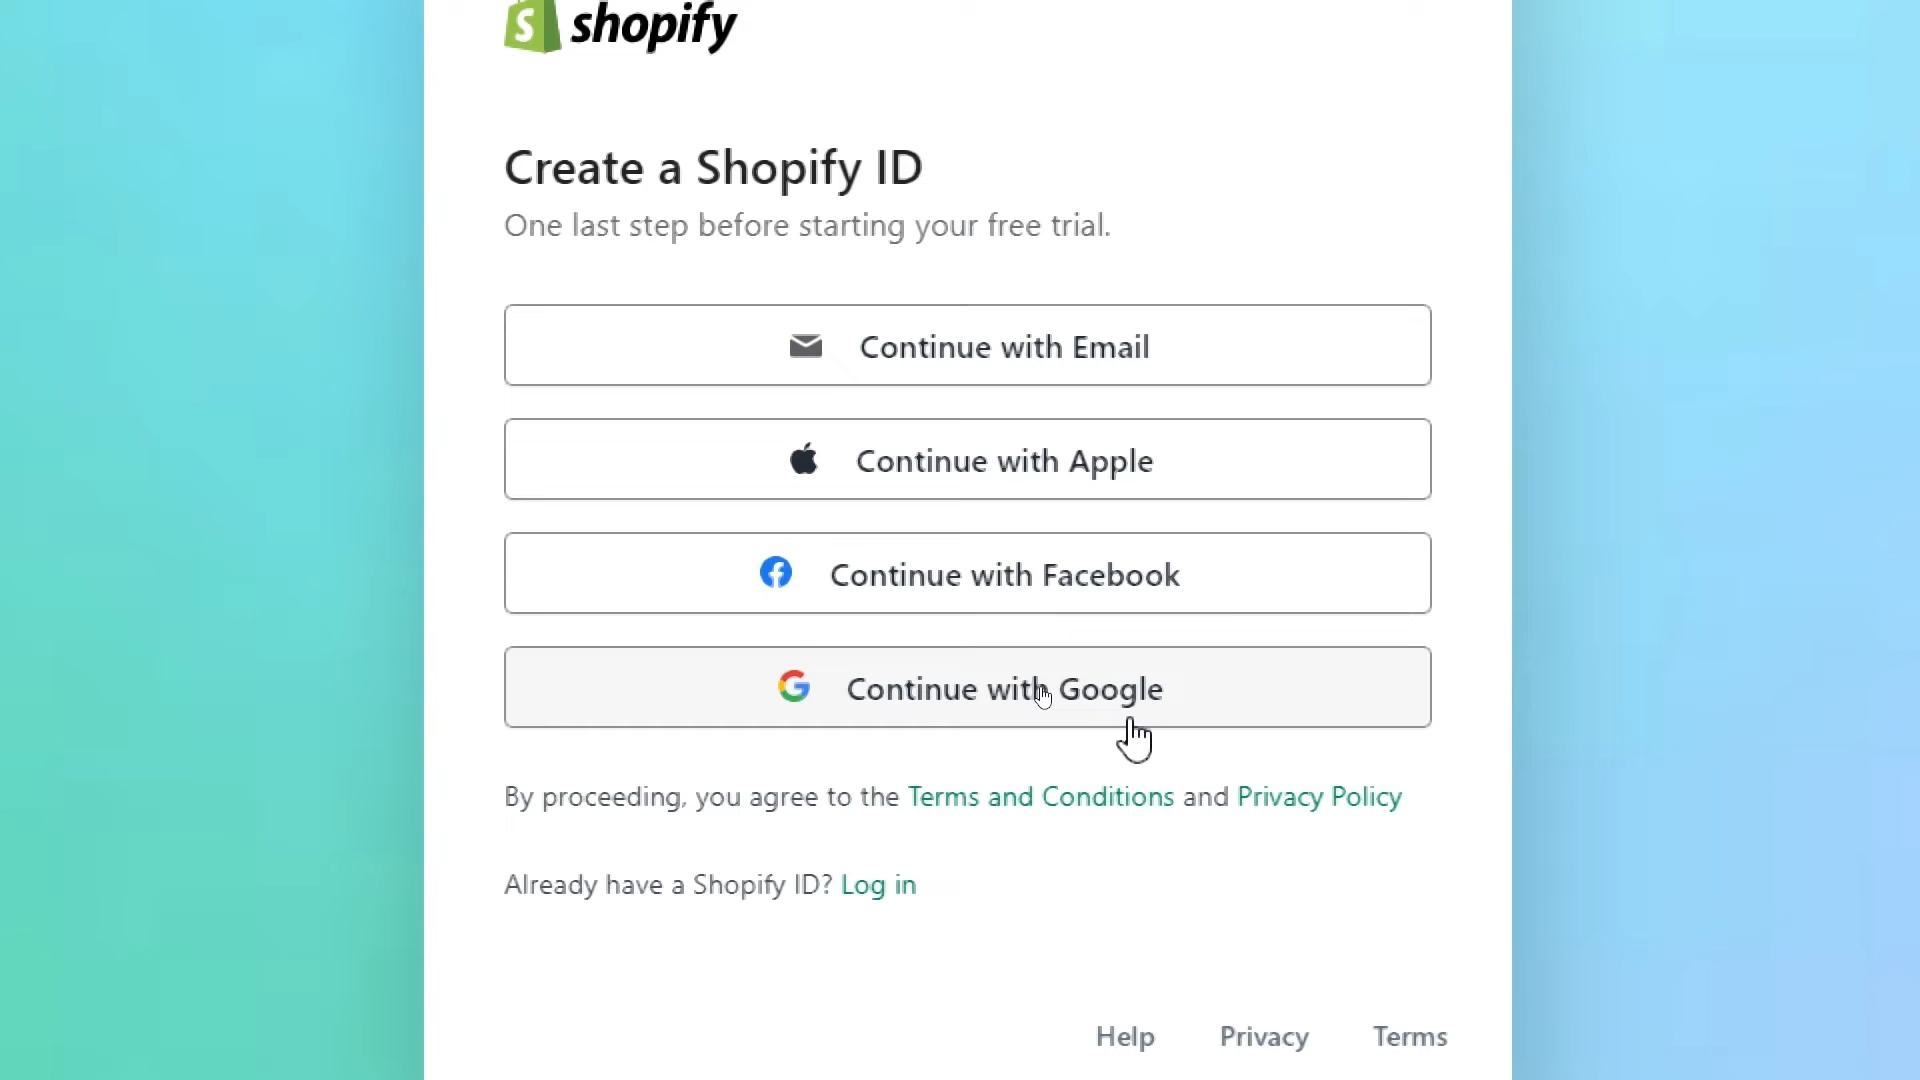 shopify
Create a Shopify ID
One last step before starting your free trial.
Continue with Email
Continue with Apple
Continue with Facebook
Continue with Google
By proceeding, you agree to the Terms and Conditions and Privacy Policy
Already have a Shopify ID? Log in
Help Privacy Terms